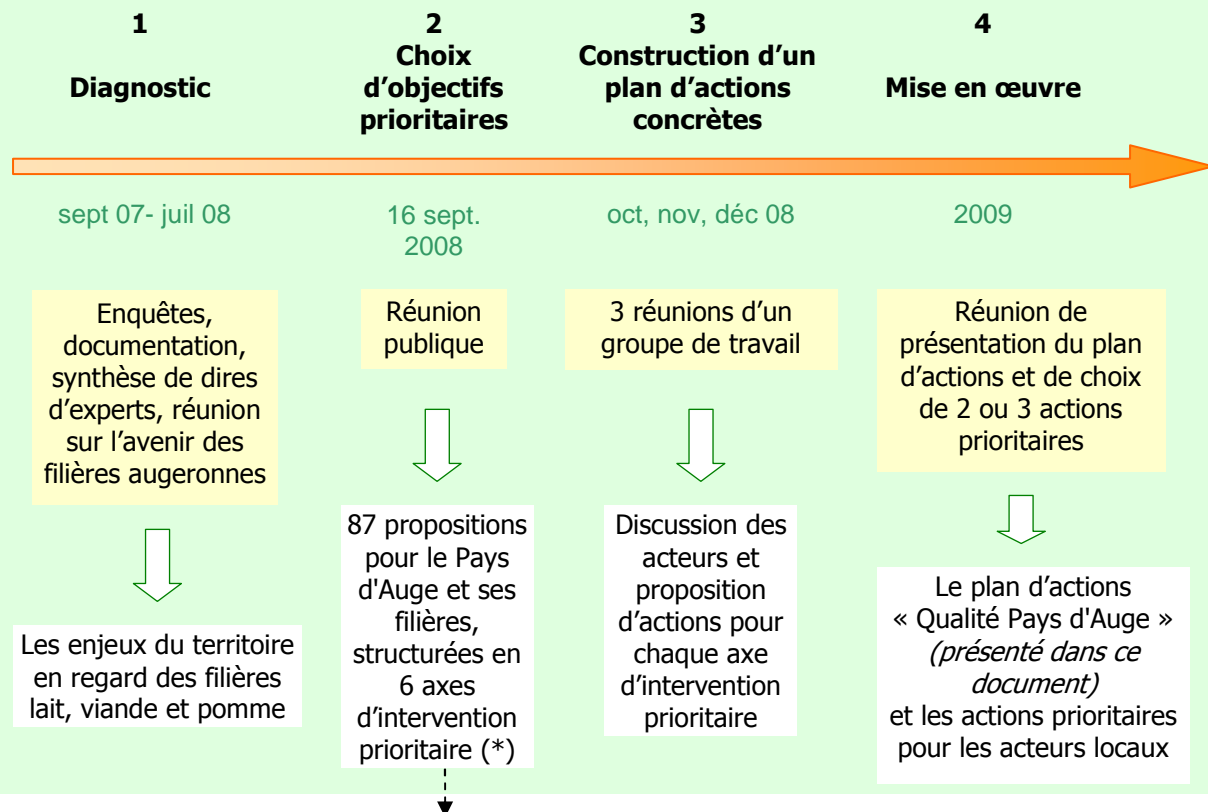 1
Diagnostic
2
Choix
d'objectifs
prioritaires
3
Construction d'un
plan d'actions
concrètes
4
Mise en œuvre
sept 07- juil 08
16 sept.
2008
oct, nov, déc 08
2009
Enquêtes,
documentation,
synthèse de dires
d'experts, réunion
sur l'avenir des
filières augeronnes
Réunion
publique
3 réunions d'un
groupe de travail
Réunion de
présentation du plan
d'actions et de choix
de 2 ou 3 actions
prioritaires
Les enjeux du territoire
en regard des filières
lait, viande et pomme
87 propositions
pour le Pays
d'Auge et ses
filières,
structurées en
6 axes
d'intervention
prioritaire (*)
Discussion des
acteurs et
proposition
d'actions pour
chaque axe
d'intervention
prioritaire
Le plan d'actions
« Qualité Pays d'Auge »
(présenté dans ce
document)
et les actions prioritaires
pour les acteurs locaux